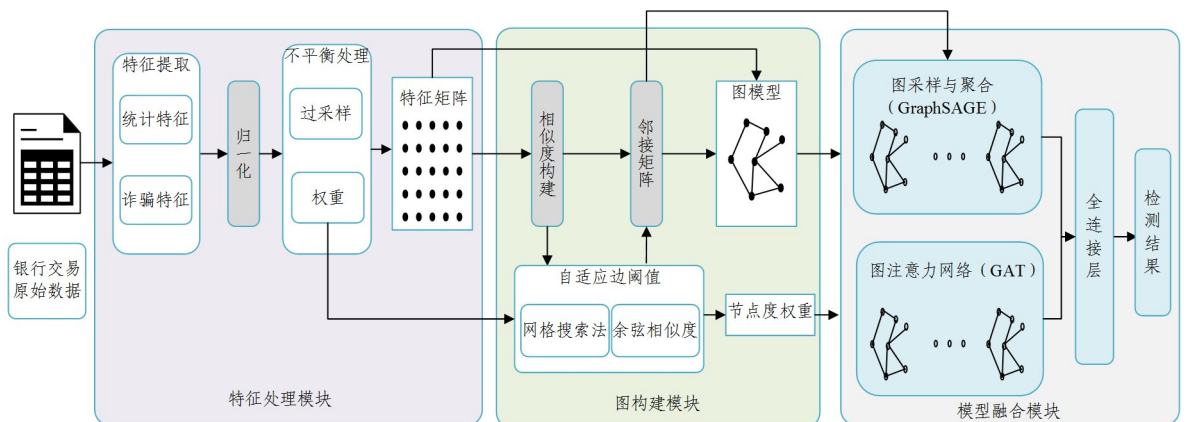 银行交易
原始数据
特征提取
统计特征
诈骗特征
归一化
不平衡处理
过采样
权重
特征矩阵
特征处理模块
相似度构建
邻接矩阵
图模型
自适应边阈值
网格搜索法
余弦相似度
节点度权重
图构建模块
图采样与聚合
（GraphSAGE）
图注意力网络（GAT）
全连接层
检测结果
模型融合模块